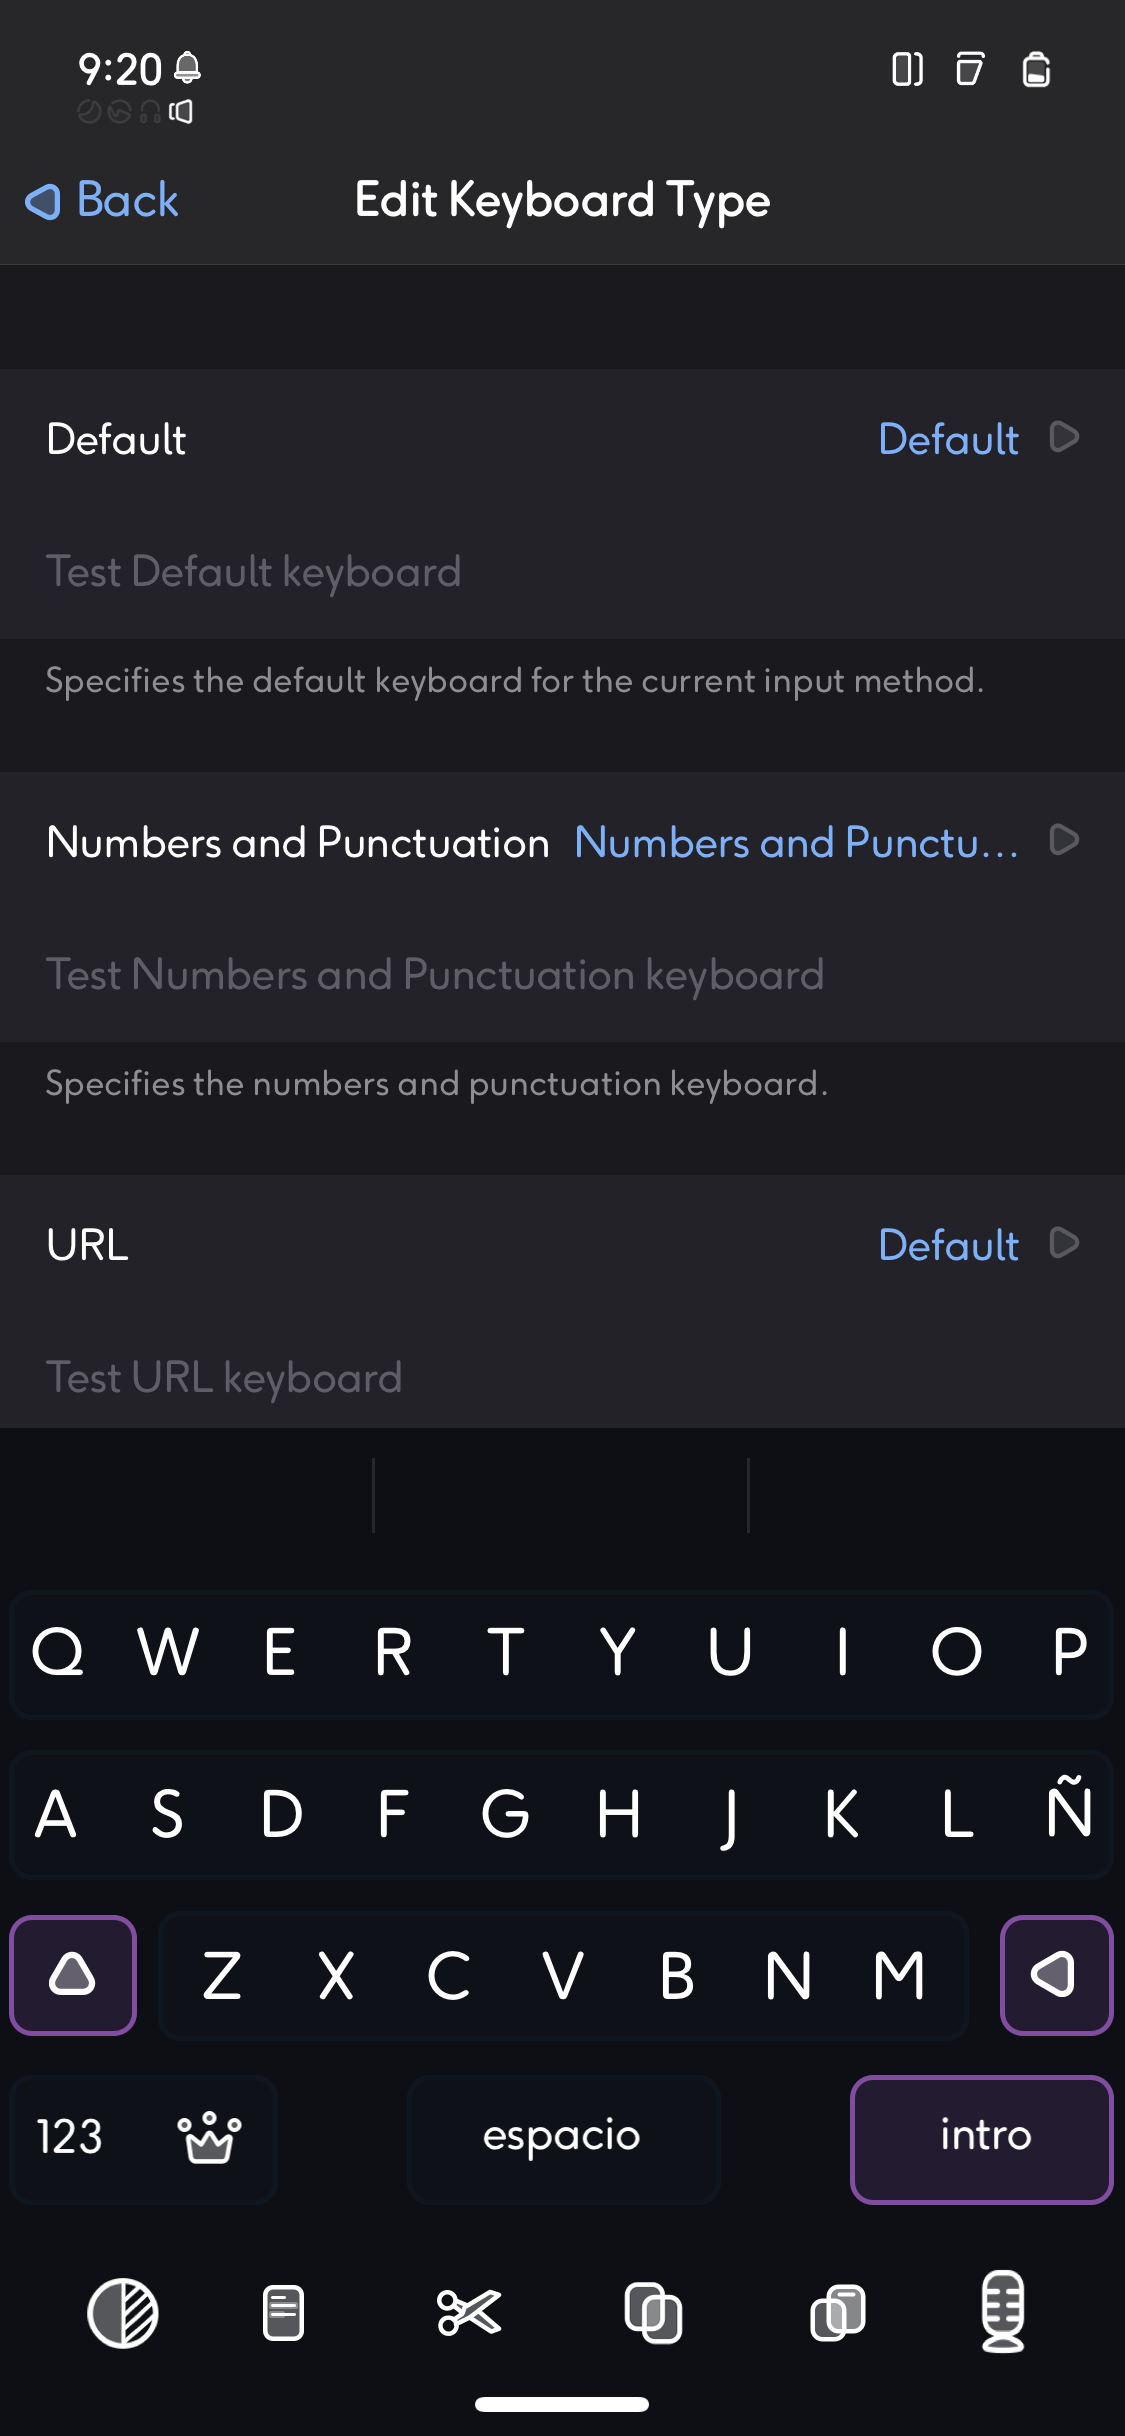 9:20
Back
Edit Keyboard Type
Default Default
Test Default keyboard
Specifies the default keyboard for the current input method.
Numbers and Punctuation Numbers and Punctu...
Test Numbers and Punctuation keyboard
Specifies the numbers and punctuation keyboard.
URL Default
Test URL keyboard
Q W E R T Y U I O P
A S D F G H J K L Ñ
Z X C V B N M
123 espacio intro